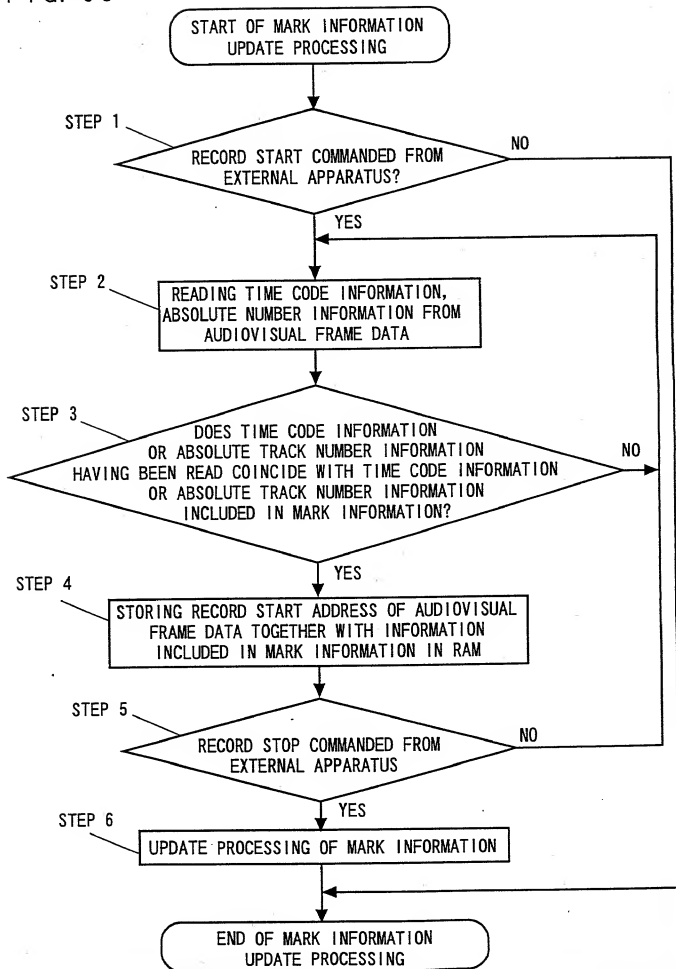 START OF MARK INFORMATION
UPDATE PROCESSING
STEP 1
RECORD START COMMANDED FROM
EXTERNAL APPARATUS?
NO
YES
STEP 2
READING TIME CODE INFORMATION,
ABSOLUTE NUMBER INFORMATION FROM
AUDIOVISUAL FRAME DATA
STEP 3
DOES TIME CODE INFORMATION
OR ABSOLUTE TRACK NUMBER INFORMATION
HAVING BEEN READ COINCIDE WITH TIME CODE INFORMATION
OR ABSOLUTE TRACK NUMBER INFORMATION
INCLUDED IN MARK INFORMATION?
NO
YES
STEP 4
STORING RECORD START ADDRESS OF AUDIOVISUAL
FRAME DATA TOGETHER WITH INFORMATION
INCLUDED IN MARK INFORMATION IN RAM
STEP 5
RECORD STOP COMMANDED FROM
EXTERNAL APPARATUS
NO
YES
STEP 6
UPDATE PROCESSING OF MARK INFORMATION
END OF MARK INFORMATION
UPDATE PROCESSING